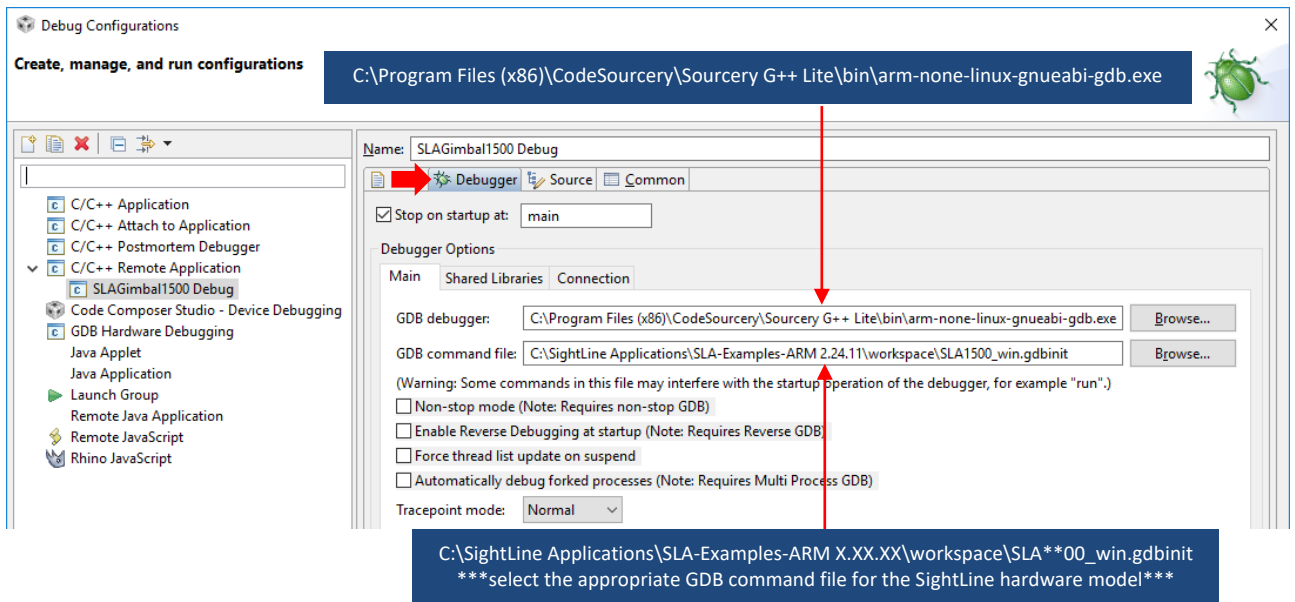 Debug Configurations
Create, manage, and run configurations
C:\Program Files (x86)\CodeSourcery\Sourcery G++ Lite\bin\arm-none-linux-gnueabi-gdb.exe
Name: SLAGimbal1500 Debug
Debugger Source Common
C/C++ Application
C/C++ Attach to Application
C/C++ Postmortem Debugger
C/C++ Remote Application
SLAGimbal1500 Debug
Code Composer Studio - Device Debugging
GDB Hardware Debugging
Java Applet
Java Application
Launch Group
Remote Java Application
Remote JavaScript
Rhino JavaScript
Stop on startup at: main
Debugger Options
Main Shared Libraries Connection
GDB debugger: C:\Program Files (x86)\CodeSourcery\Sourcery G++ Lite\bin\arm-none-linux-gnueabi-gdb.exe Browse...
GDB command file: C:\SightLine Applications\SLA-Examples-ARM 2.24.11\workspace\SLA1500_win.gdbinit Browse...
(Warning: Some commands in this file may interfere with the startup operation of the debugger, for example "run".)
Non-stop mode (Note: Requires non-stop GDB)
Enable Reverse Debugging at startup (Note: Requires Reverse GDB)
Force thread list update on suspend
Automatically debug forked processes (Note: Requires Multi Process GDB)
Tracepoint mode: Normal
C:\SightLine Applications\SLA-Examples-ARM X.XX.XX\workspace\SLA**00_win.gdbinit
***select the appropriate GDB command file for the SightLine hardware model***